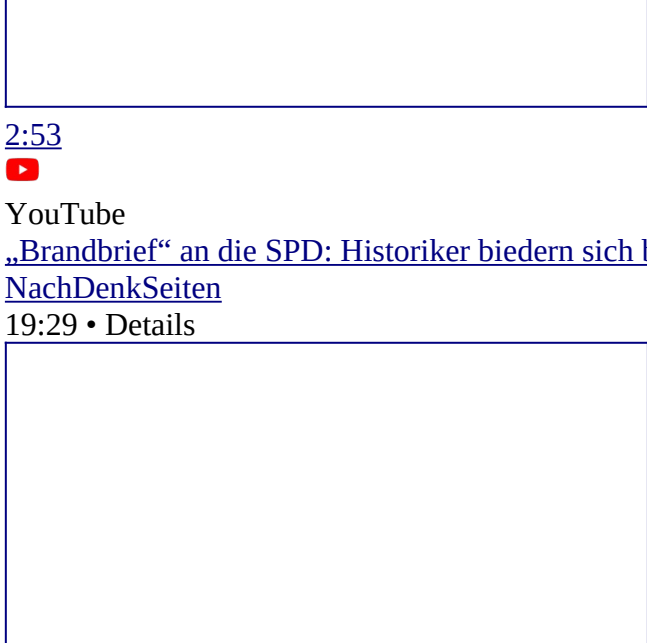 2:53
YouTube
„Brandbrief“ an die SPD: Historiker biedern sich
NachDenkSeiten
19:29 • Details